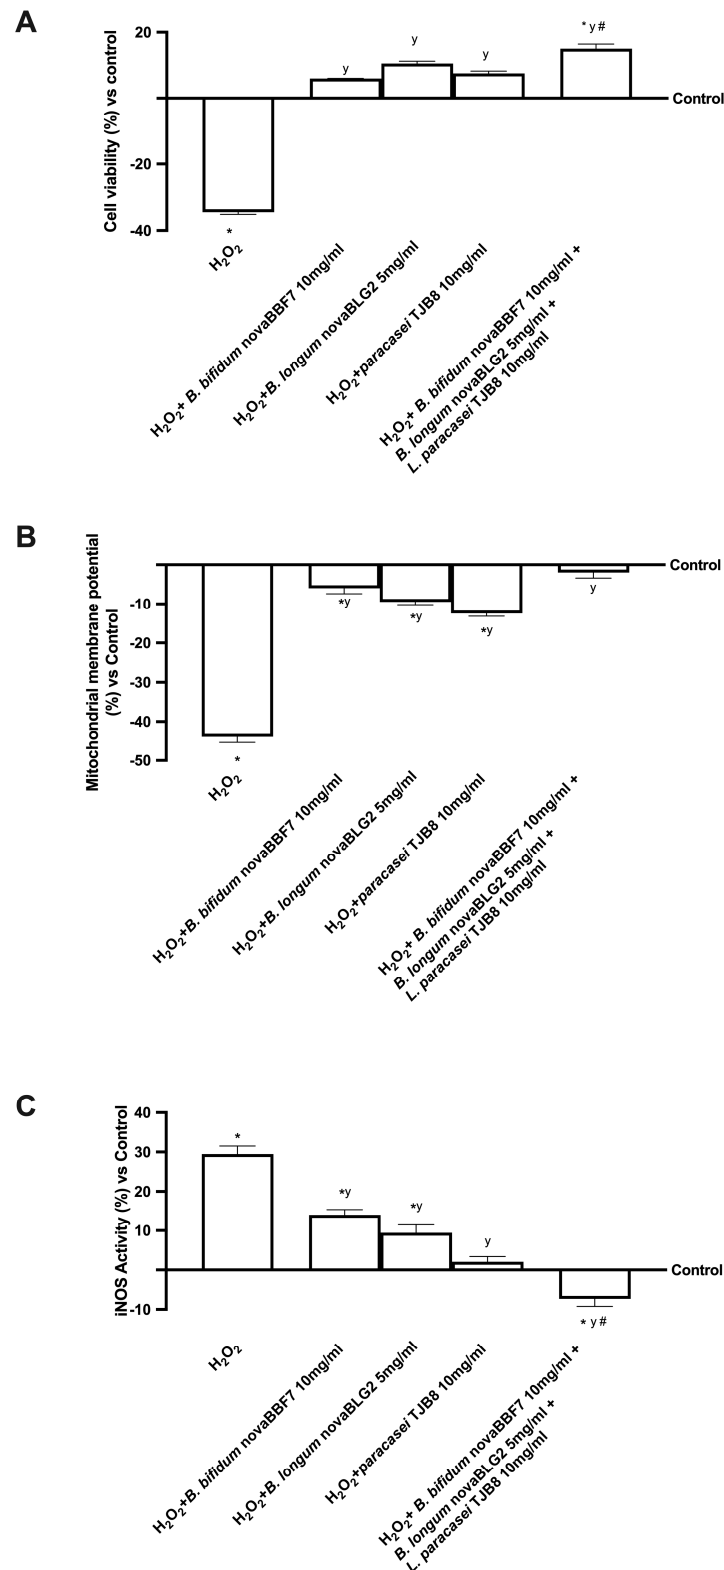 A
Cell viability (%) vs control
20
-20
-40
* y #
y
y
y
Control
*
H₂O₂
H₂O₂+ B. bifidum novaBBF7 10mg/ml
H₂O₂+B. longum novaBLG2 5mg/ml
H₂O₂+paracasei TJB8 10mg/ml
H₂O₂+ B. bifidum novaBBF7 10mg/ml +
B. longum novaBLG2 5mg/ml +
L. paracasei TJB8 10mg/ml
B
Mitochondrial membrane potential
(%) vs Control
-10
-20
-30
-40
-50
Control
*
*y
*y
*y
y
H₂O₂
H₂O₂+B. bifidum novaBBF7 10mg/ml
H₂O₂+B. longum novaBLG2 5mg/ml
H₂O₂+paracasei TJB8 10mg/ml
H₂O₂+ B. bifidum novaBBF7 10mg/ml +
B. longum novaBLG2 5mg/ml +
L. paracasei TJB8 10mg/ml
C
iNOS Activity (%) vs Control
40
30
20
10
-10
*
*y
*y
y
Control
* y #
H₂O₂
H₂O₂+B. bifidum novaBBF7 10mg/ml
H₂O₂+B. longum novaBLG2 5mg/ml
H₂O₂+paracasei TJB8 10mg/ml
H₂O₂+ B. bifidum novaBBF7 10mg/ml +
B. longum novaBLG2 5mg/ml +
L. paracasei TJB8 10mg/ml